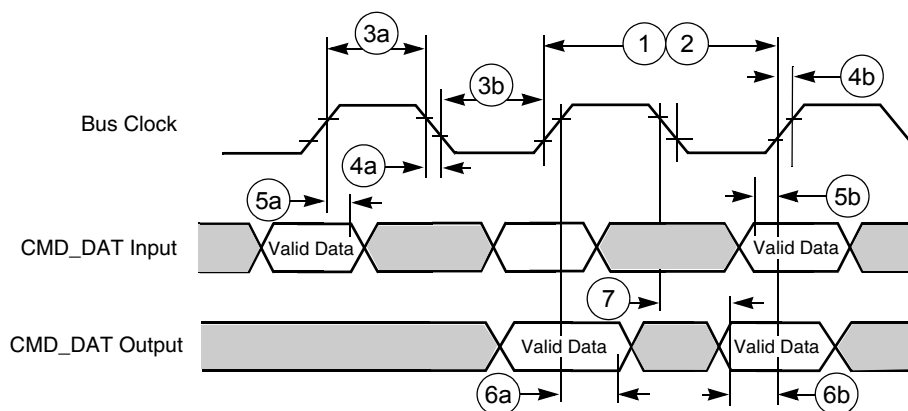 3a
1 2
3b
4b
Bus Clock
4a
5a
5b
CMD_DAT Input
Valid Data
Valid Data
7
CMD_DAT Output
Valid Data
Valid Data
6a
6b